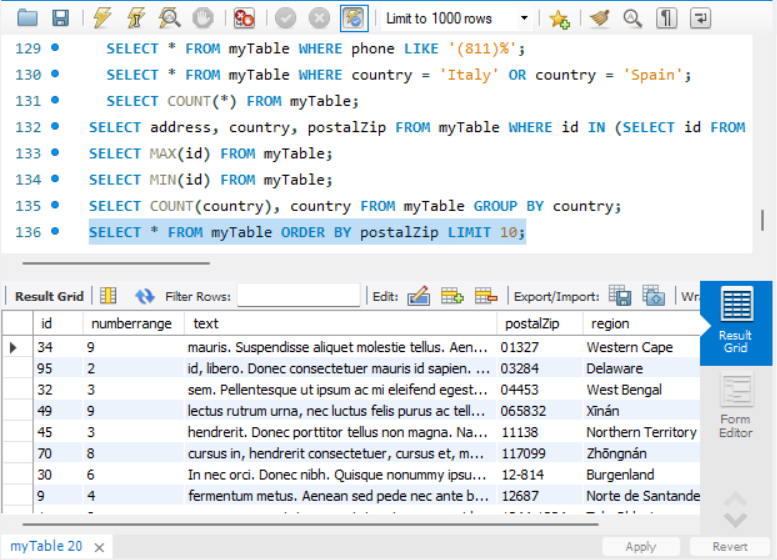 Limit to 1000 rows
129 SELECT * FROM myTable WHERE phone LIKE '(811)%';
130 SELECT * FROM myTable WHERE country = 'Italy' OR country = 'Spain';
131 SELECT COUNT(*) FROM myTable;
132 SELECT address, country, postalZip FROM myTable WHERE id IN (SELECT id FROM
133 SELECT MAX(id) FROM myTable;
134 SELECT MIN(id) FROM myTable;
135 SELECT COUNT(country), country FROM myTable GROUP BY country;
136 SELECT * FROM myTable ORDER BY postalZip LIMIT 10;
Result Grid Filter Rows: Edit: Export/Import: Wra
id numberrange text postalZip region
34 9 mauris. Suspendisse aliquet molestie tellus. Aen... 01327 Western Cape
95 2 id, libero. Donec consectetuer mauris id sapien. ... 03284 Delaware
32 3 sem. Pellentesque ut ipsum ac mi eleifend egest... 04453 West Bengal
49 9 lectus rutrum urna, nec luctus felis purus ac tell... 065832 Xīnán
45 3 hendrerit. Donec porttitor tellus non magna. Na... 11138 Northern Territory
70 8 cursus in, hendrerit consectetuer, cursus et, m... 117099 Zhōngnán
30 6 In nec orci. Donec nibh. Quisque nonummy ipsu... 12-814 Burgenland
9 4 fermentum metus. Aenean sed pede nec ante b... 12687 Norte de Santande
Result
Grid
Form
Editor
myTable 20
Apply Revert